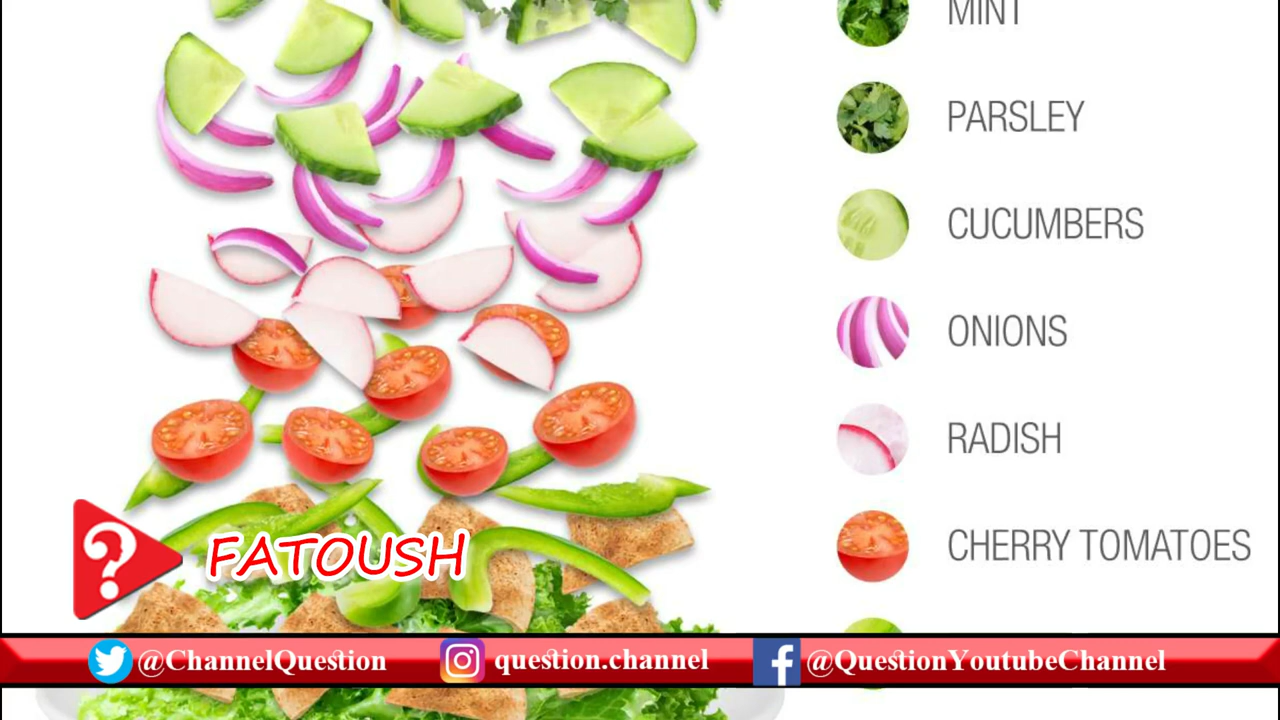 MINT
PARSLEY
CUCUMBERS
ONIONS
RADISH
CHERRY TOMATOES
?
FATOUSH
@ChannelQuestion
question.channel
@QuestionYoutubeChannel